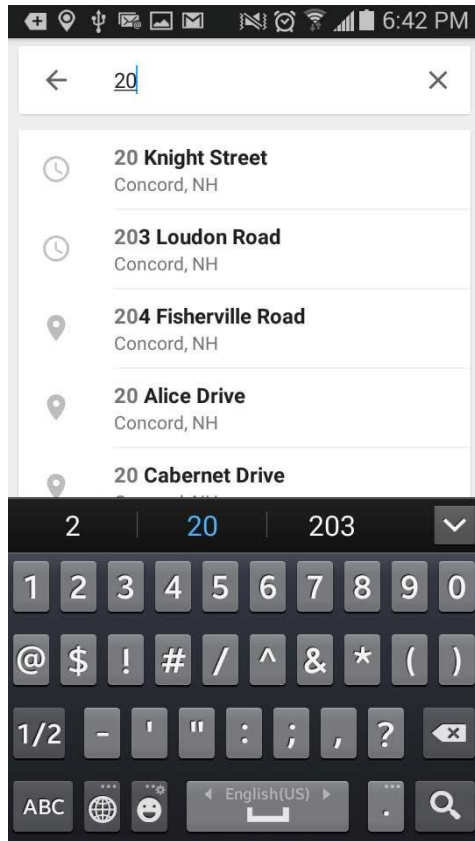 6:42 PM
20
20 Knight Street
Concord, NH
203 Loudon Road
Concord, NH
204 Fisherville Road
Concord, NH
20 Alice Drive
Concord, NH
20 Cabernet Drive
2 20 203
1 2 3 4 5 6 7 8 9 0
@ $ ! # / ^ & * ( )
1/2 - ' " : ; , ?
ABC English(US) .